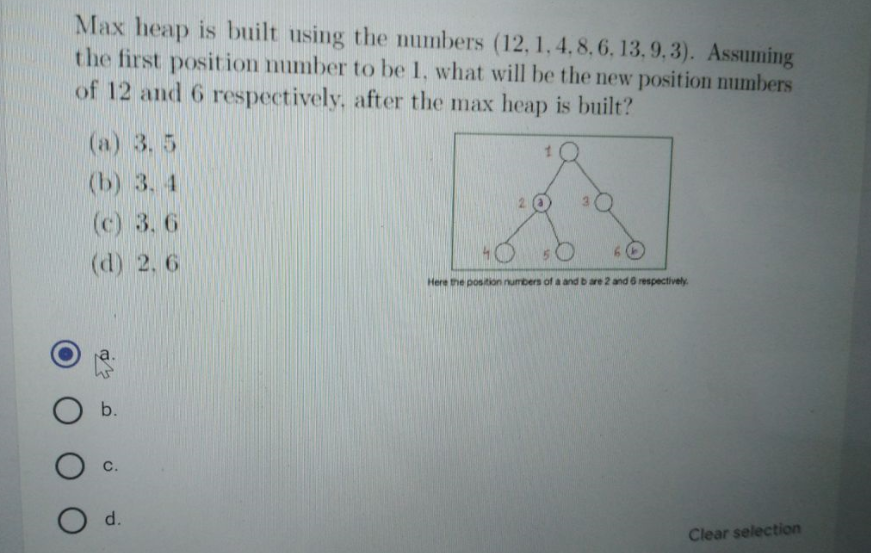 Max heap is built using the numbers (12, 1, 4, 8, 6, 13, 9, 3). Assuming
the first position number to be 1, what will be the new position numbers
of 12 and 6 respectively, after the max heap is built?
(a) 3, 5
(b) 3, 4
(c) 3, 6
(d) 2, 6
1
2 a 3
4 5 6 b
Here the position numbers of a and b are 2 and 6 respectively.
a.
b.
c.
d.
Clear selection